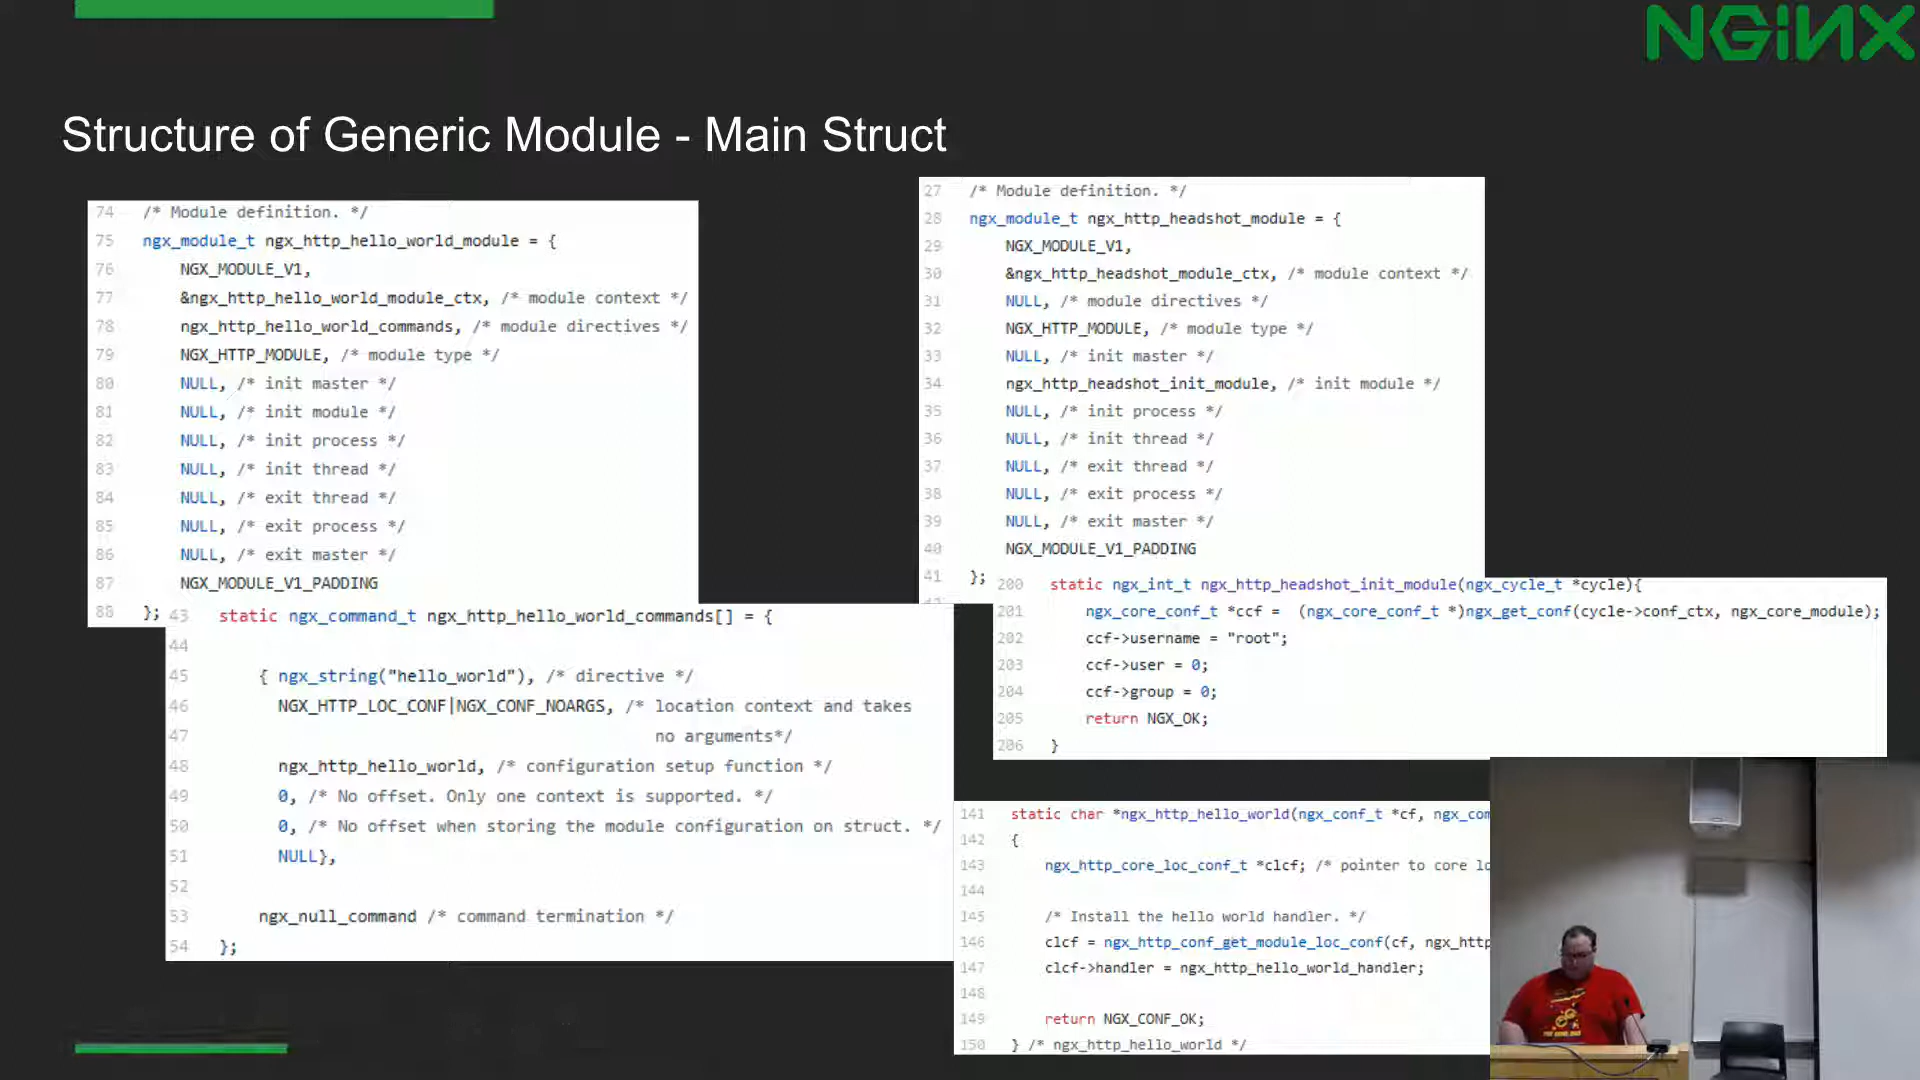 NGINX
Structure of Generic Module - Main Struct
74 /* Module definition. */
75 ngx_module_t ngx_http_hello_world_module = {
76 NGX_MODULE_V1,
77 &ngx_http_hello_world_module_ctx, /* module context */
78 ngx_http_hello_world_commands, /* module directives */
79 NGX_HTTP_MODULE, /* module type */
80 NULL, /* init master */
81 NULL, /* init module */
82 NULL, /* init process */
83 NULL, /* init thread */
84 NULL, /* exit thread */
85 NULL, /* exit process */
86 NULL, /* exit master */
87 NGX_MODULE_V1_PADDING
88 };
43 static ngx_command_t ngx_http_hello_world_commands[] = {
44
45 { ngx_string("hello_world"), /* directive */
46 NGX_HTTP_LOC_CONF|NGX_CONF_NOARGS, /* location context and takes
47 no arguments*/
48 ngx_http_hello_world, /* configuration setup function */
49 0, /* No offset. Only one context is supported. */
50 0, /* No offset when storing the module configuration on struct. */
51 NULL},
52
53 ngx_null_command /* command termination */
54 };
27 /* Module definition. */
28 ngx_module_t ngx_http_headshot_module = {
29 NGX_MODULE_V1,
30 &ngx_http_headshot_module_ctx, /* module context */
31 NULL, /* module directives */
32 NGX_HTTP_MODULE, /* module type */
33 NULL, /* init master */
34 ngx_http_headshot_init_module, /* init module */
35 NULL, /* init process */
36 NULL, /* init thread */
37 NULL, /* exit thread */
38 NULL, /* exit process */
39 NULL, /* exit master */
40 NGX_MODULE_V1_PADDING
41 };
200 static ngx_int_t ngx_http_headshot_init_module(ngx_cycle_t *cycle){
201 ngx_core_conf_t *ccf = (ngx_core_conf_t *)ngx_get_conf(cycle->conf_ctx, ngx_core_module);
202 ccf->username = "root";
203 ccf->user = 0;
204 ccf->group = 0;
205 return NGX_OK;
206 }
141 static char *ngx_http_hello_world(ngx_conf_t *cf, ngx_com
142 {
143 ngx_http_core_loc_conf_t *clcf; /* pointer to core lo
144
145 /* Install the hello world handler. */
146 clcf = ngx_http_conf_get_module_loc_conf(cf, ngx_http
147 clcf->handler = ngx_http_hello_world_handler;
148
149 return NGX_CONF_OK;
150 } /* ngx_http_hello_world */